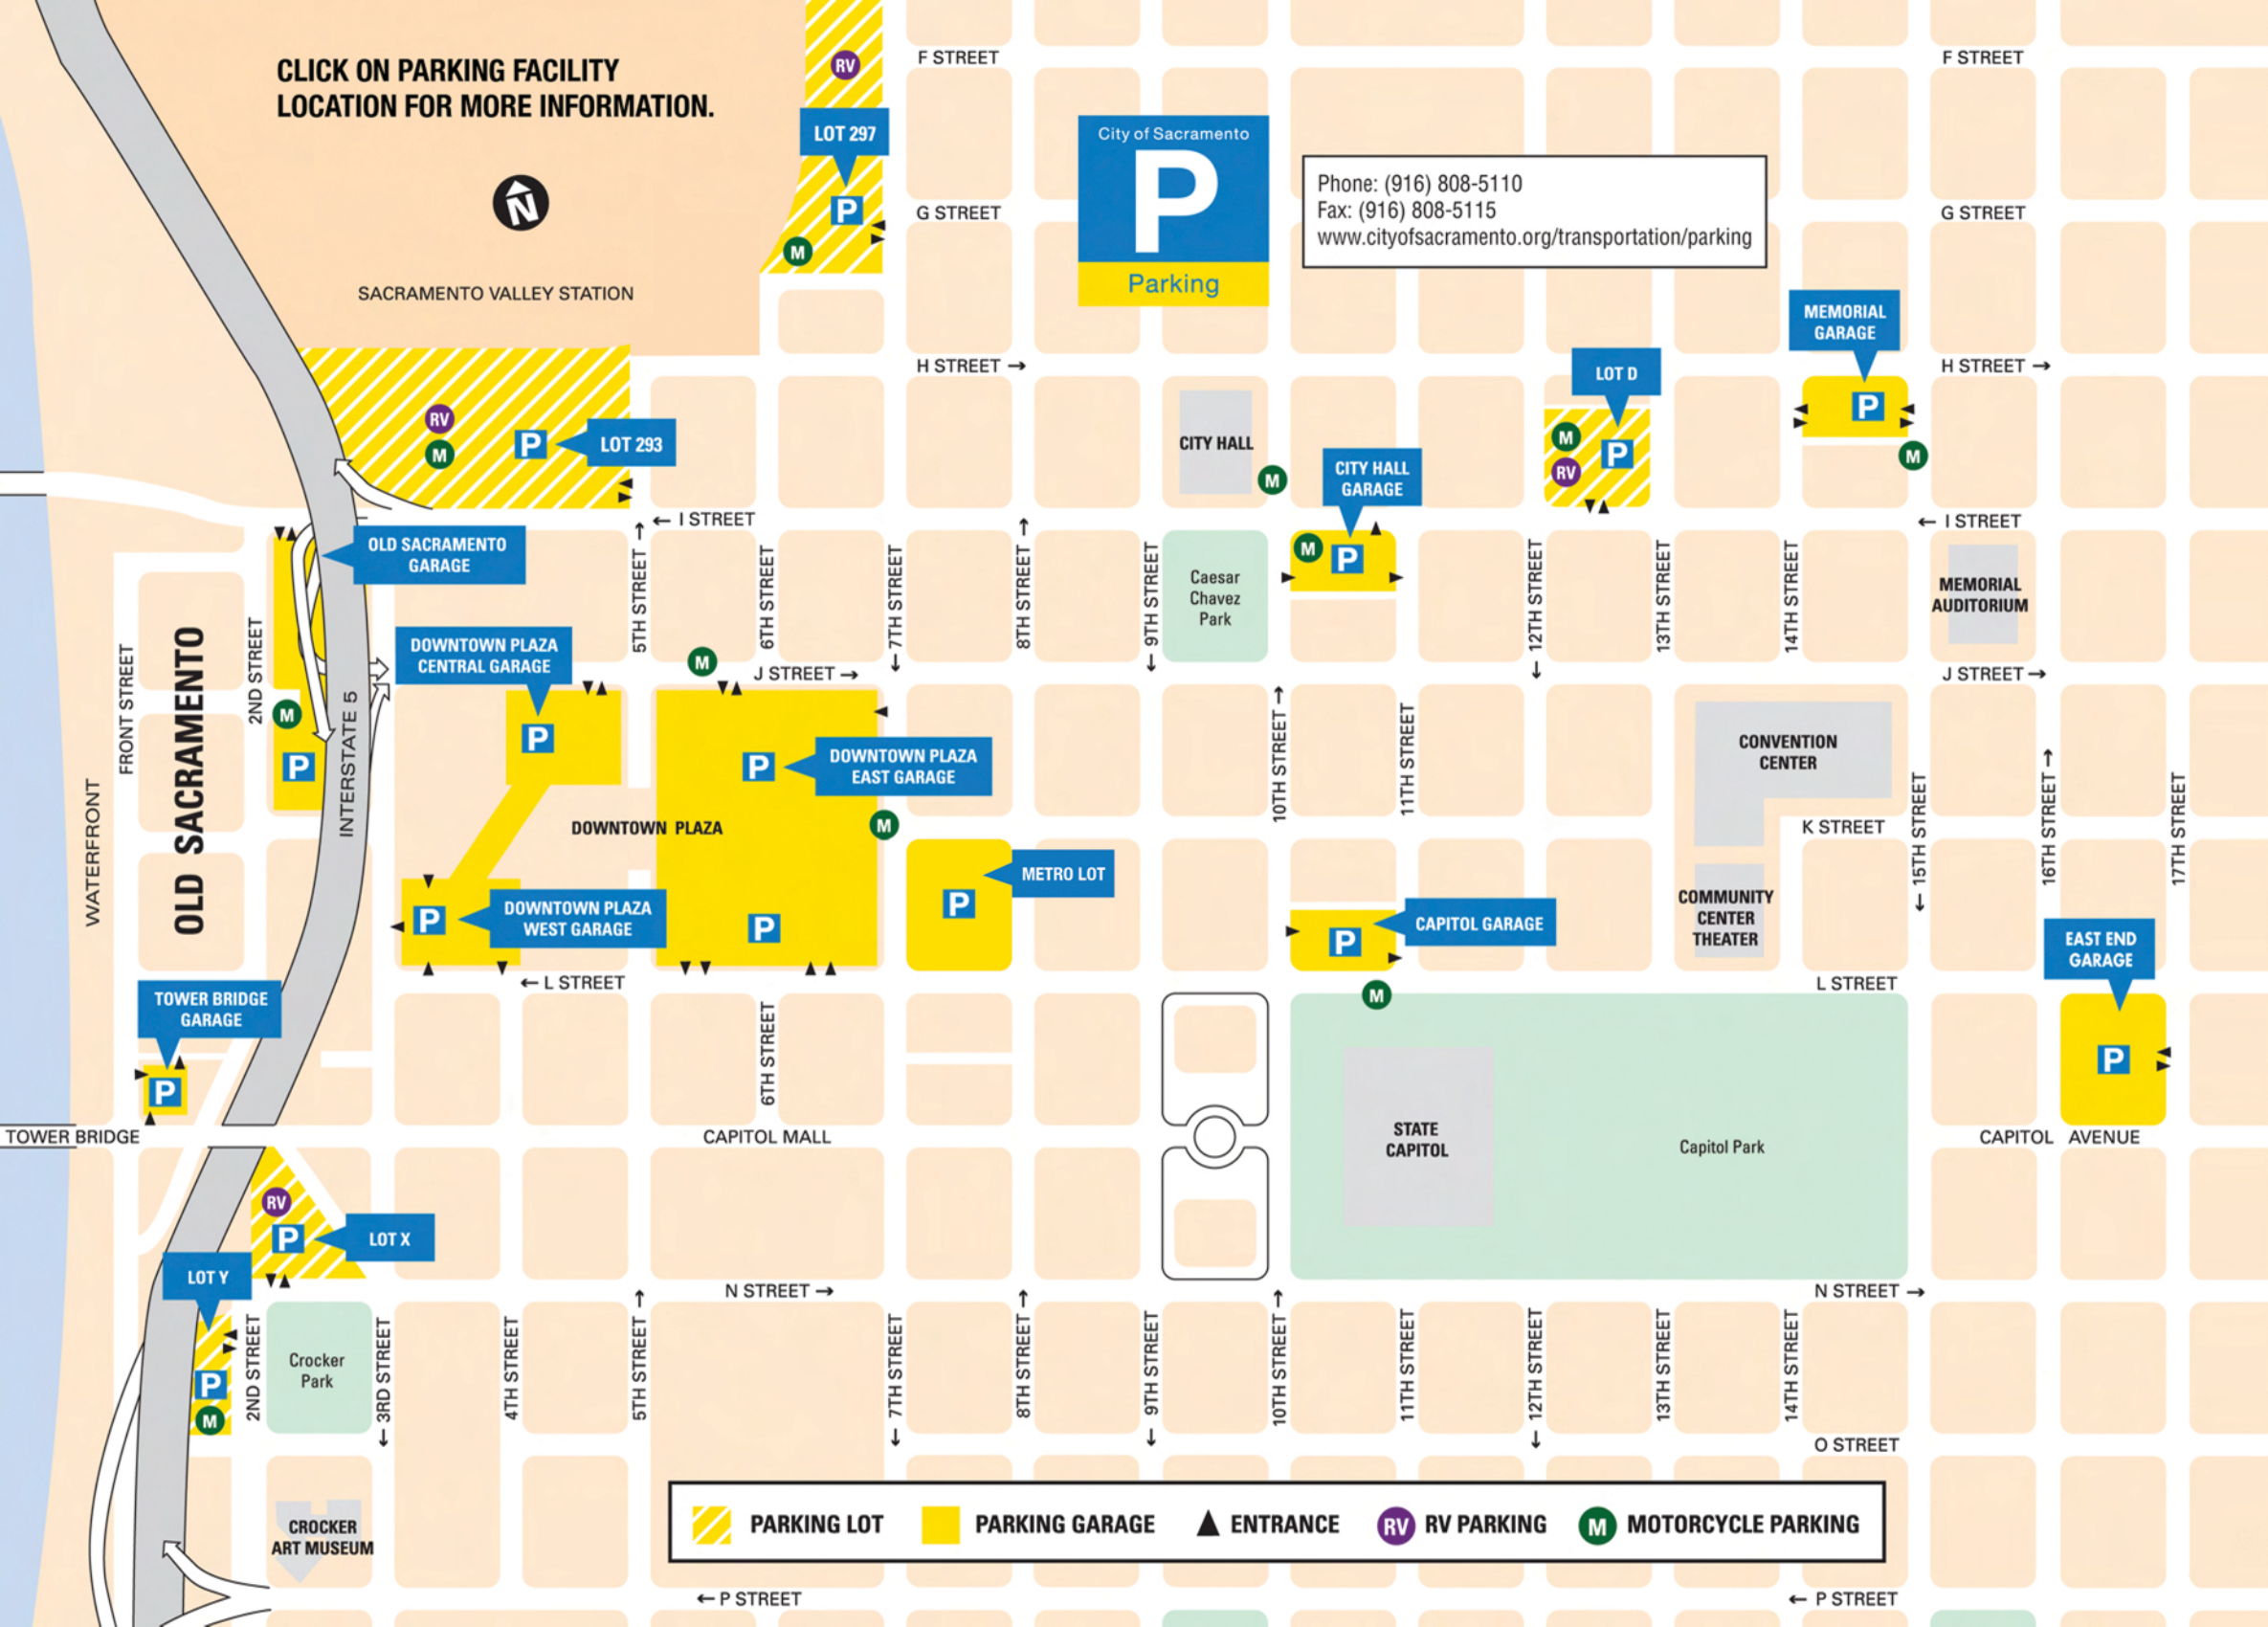 CLICK ON PARKING FACILITY
LOCATION FOR MORE INFORMATION.
N
SACRAMENTO VALLEY STATION
RV
LOT 297
P
M
F STREET
F STREET
G STREET
G STREET
City of Sacramento
P
Parking
Phone: (916) 808-5110
Fax: (916) 808-5115
www.cityofsacramento.org/transportation/parking
H STREET →
H STREET →
MEMORIAL
GARAGE
P
M
LOT D
M
P
RV
CITY HALL
M
CITY HALL
GARAGE
M
P
RV
M
P
LOT 293
← I STREET
← I STREET
OLD SACRAMENTO
GARAGE
M
P
DOWNTOWN PLAZA
CENTRAL GARAGE
P
5TH STREET →
6TH STREET
← 7TH STREET
8TH STREET →
← 9TH STREET
Caesar
Chavez
Park
← 12TH STREET
13TH STREET
14TH STREET
MEMORIAL
AUDITORIUM
M
J STREET →
J STREET →
WATERFRONT
FRONT STREET
OLD SACRAMENTO
2ND STREET
INTERSTATE 5
P
DOWNTOWN PLAZA
EAST GARAGE
DOWNTOWN PLAZA
M
P
10TH STREET →
11TH STREET
CONVENTION
CENTER
K STREET
← 15TH STREET
16TH STREET →
17TH STREET
METRO LOT
P
P
DOWNTOWN PLAZA
WEST GARAGE
P
CAPITOL GARAGE
M
COMMUNITY
CENTER
THEATER
EAST END
GARAGE
P
← L STREET
L STREET
TOWER BRIDGE
GARAGE
P
6TH STREET
TOWER BRIDGE
CAPITOL MALL
STATE
CAPITOL
Capitol Park
CAPITOL AVENUE
RV
P
LOT X
LOT Y
P
M
N STREET →
N STREET →
2ND STREET
Crocker
Park
← 3RD STREET
4TH STREET
5TH STREET →
← 7TH STREET
8TH STREET →
← 9TH STREET
10TH STREET →
11TH STREET
← 12TH STREET
13TH STREET
14TH STREET
O STREET
CROCKER
ART MUSEUM
PARKING LOT
PARKING GARAGE
ENTRANCE
RV RV PARKING
M MOTORCYCLE PARKING
← P STREET
← P STREET